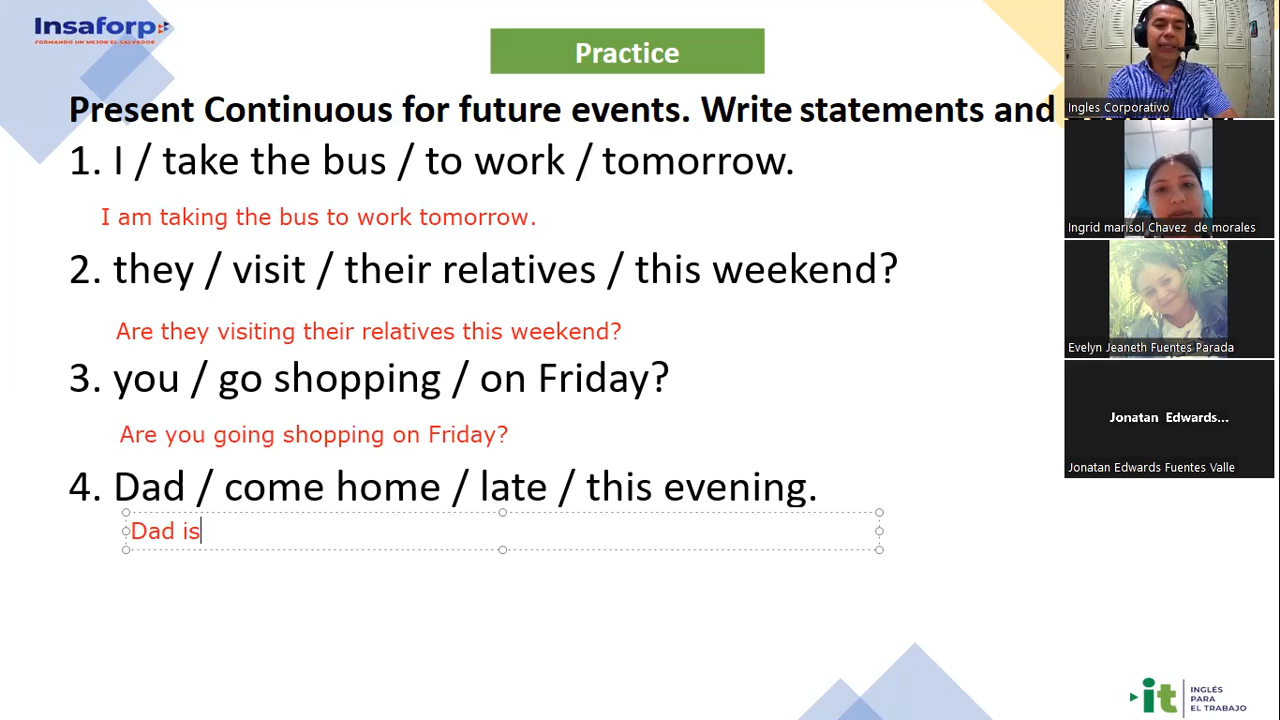 Insaforp
FORMANDO UN MEJOR EL SALVADOR
Practice
Present Continuous for future events. Write statements and
1. I / take the bus / to work / tomorrow.
I am taking the bus to work tomorrow.
2. they / visit / their relatives / this weekend?
Are they visiting their relatives this weekend?
3. you / go shopping / on Friday?
Are you going shopping on Friday?
4. Dad / come home / late / this evening.
Dad is
Ingles Corporativo
Ingrid marisol Chavez de morales
Evelyn Jeaneth Fuentes Parada
Jonatan Edwards...
Jonatan Edwards Fuentes Valle
it
INGLÉS
PARA
EL TRABAJO